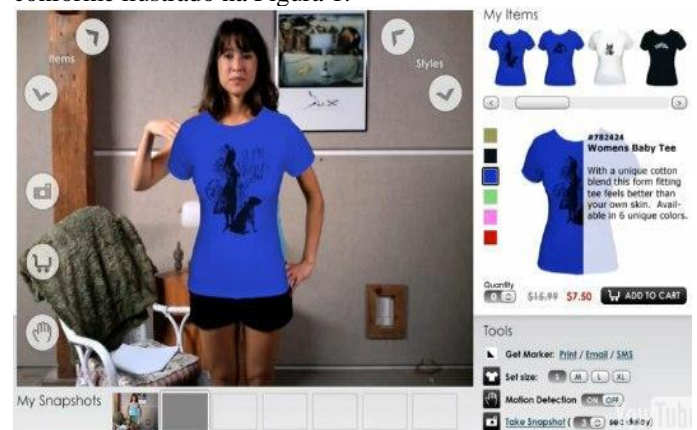 conforme ilustrado na Figura 1.
Items
Styles
My Items
#782424
Womens Baby Tee
With a unique cotton
blend this form fitting
tee feels better than
your own skin. Avail-
able in 6 unique colors.
Quantity
0 $15.99 $7.50 ADD TO CART
Tools
Get Marker: Print / Email / SMS
Set size: S M L XL
Motion Detection ON OFF
Take Snapshot ( 3 sec delay)
My Snapshots
YouTube